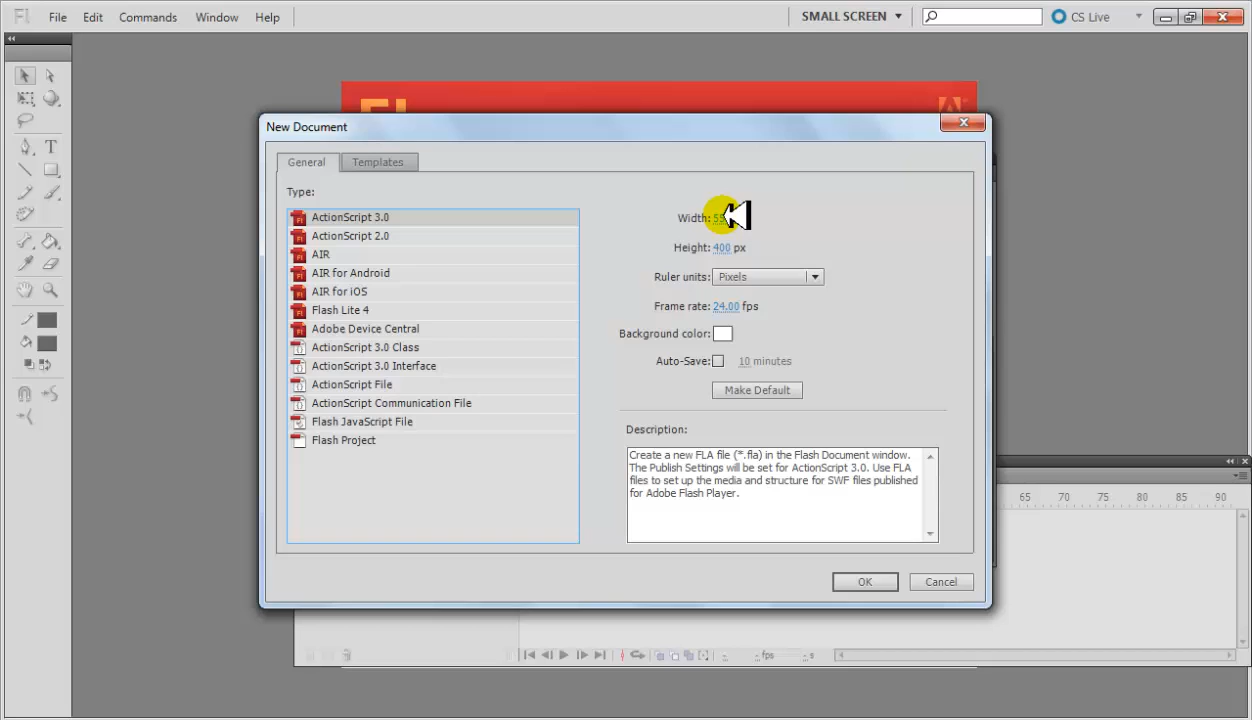 Fl File Edit Commands Window Help SMALL SCREEN CS Live
Fl
New Document
General Templates
Type:
ActionScript 3.0
ActionScript 2.0
AIR
AIR for Android
AIR for iOS
Flash Lite 4
Adobe Device Central
ActionScript 3.0 Class
ActionScript 3.0 Interface
ActionScript File
ActionScript Communication File
Flash JavaScript File
Flash Project
Width:
Height: 400 px
Ruler units: Pixels
Frame rate: 24.00 fps
Background color:
Auto-Save: 10 minutes
Make Default
Description:
Create a new FLA file (*.fla) in the Flash Document window.
The Publish Settings will be set for ActionScript 3.0. Use FLA
files to set up the media and structure for SWF files published
for Adobe Flash Player.
OK Cancel
65 70 75 80 85 90
fps s